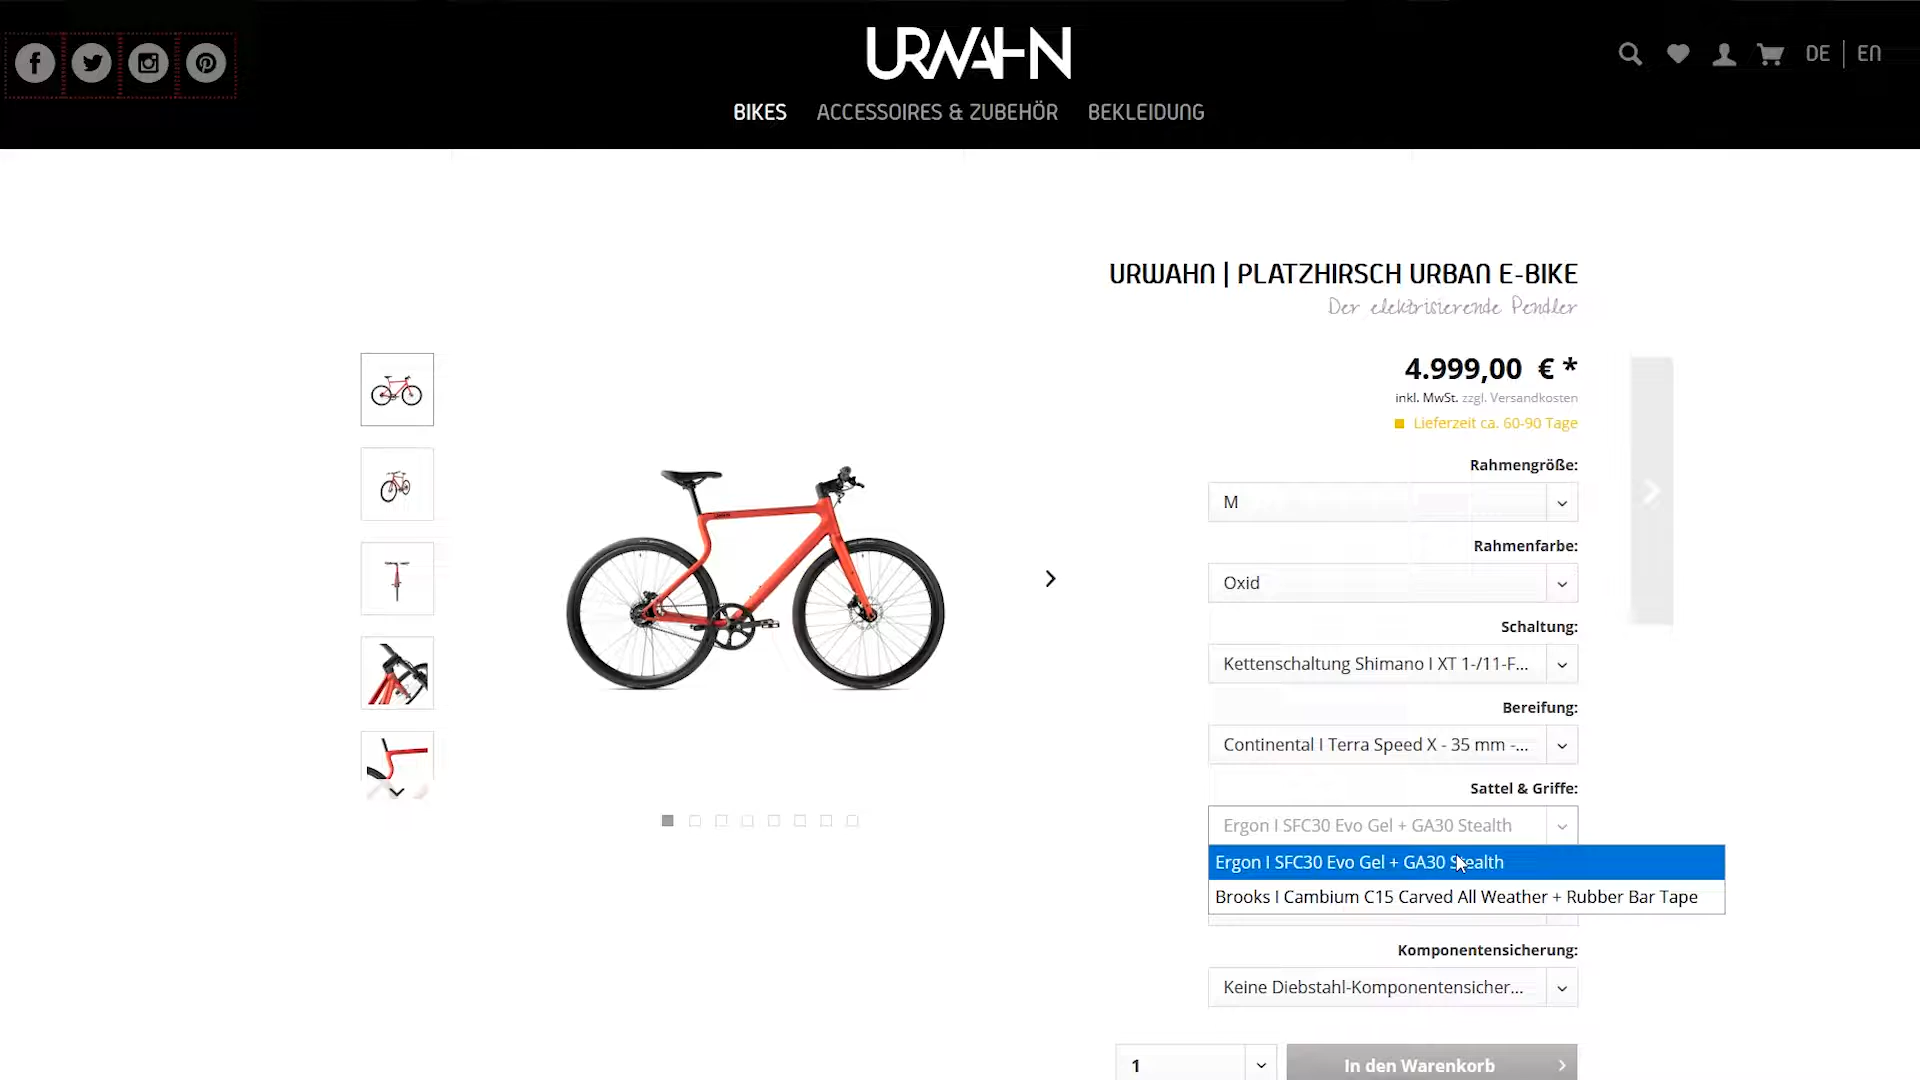 URWAHN
DE | EN
BIKES ACCESSOIRES & ZUBEHÖR BEKLEIDUNG
URWAHN | PLATZHIRSCH URBAN E-BIKE
Der elektrisierende Pendler
4.999,00 € *
inkl. MwSt. zzgl. Versandkosten
Lieferzeit ca. 60-90 Tage
Rahmengröße:
M
Rahmenfarbe:
Oxid
Schaltung:
Kettenschaltung Shimano I XT 1-/11-F...
Bereifung:
Continental I Terra Speed X - 35 mm -...
Sattel & Griffe:
Ergon I SFC30 Evo Gel + GA30 Stealth
Ergon I SFC30 Evo Gel + GA30 Stealth
Brooks I Cambium C15 Carved All Weather + Rubber Bar Tape
Komponentensicherung:
Keine Diebstahl-Komponentensicher...
1
In den Warenkorb